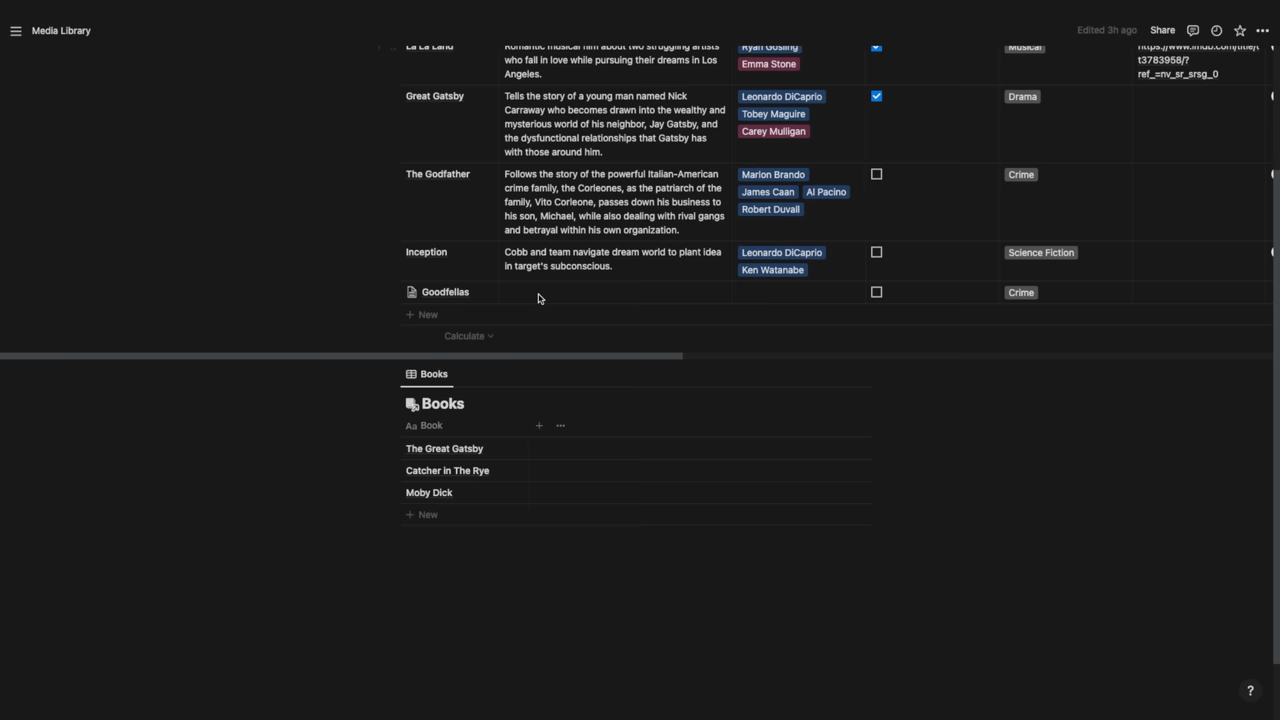 Media Library
Edited 3h ago
Share
La La Land
Romantic musical film about two struggling artists
who fall in love while pursuing their dreams in Los
Angeles.
Ryan Gosling
Emma Stone
Musical
https://www.imdb.com/title/t
t3783958/?
ref_=nv_sr_srsg_0
Great Gatsby
Tells the story of a young man named Nick
Carraway who becomes drawn into the wealthy and
mysterious world of his neighbor, Jay Gatsby, and
the dysfunctional relationships that Gatsby has
with those around him.
Leonardo DiCaprio
Tobey Maguire
Carey Mulligan
Drama
The Godfather
Follows the story of the powerful Italian-American
crime family, the Corleones, as the patriarch of the
family, Vito Corleone, passes down his business to
his son, Michael, while also dealing with rival gangs
and betrayal within his own organization.
Marlon Brando
James Caan Al Pacino
Robert Duvall
Crime
Inception
Cobb and team navigate dream world to plant idea
in target's subconscious.
Leonardo DiCaprio
Ken Watanabe
Science Fiction
Goodfellas
Crime
+ New
Calculate
Books
Books
Aa Book
+ ...
The Great Gatsby
Catcher in The Rye
Moby Dick
+ New
?